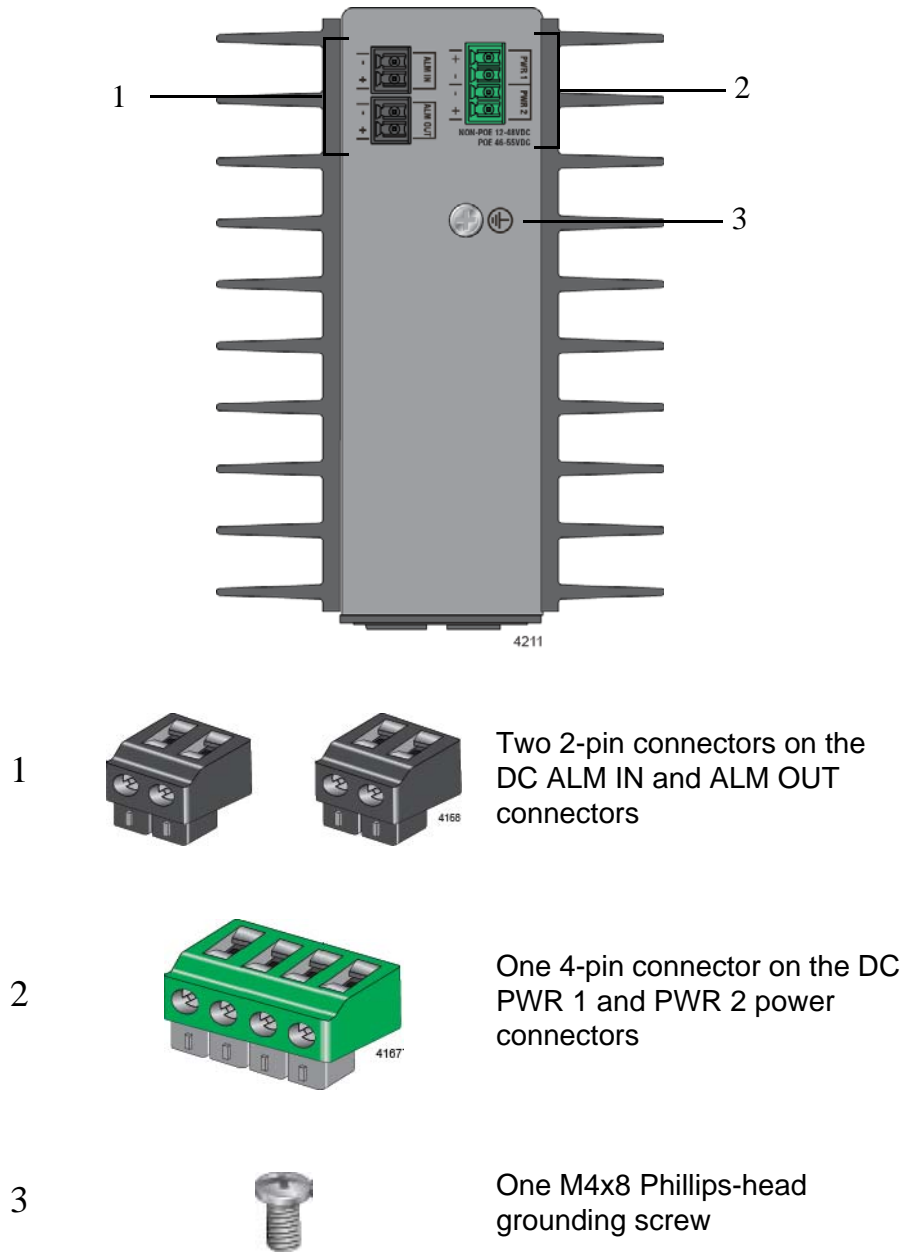 1
2
3
-
+
ALM IN
-
+
ALM OUT
+
-
-
+
PWR 1
PWR 2
NON-POE 12-48VDC
POE 46-55VDC
4211
1
4168
Two 2-pin connectors on the
DC ALM IN and ALM OUT
connectors
2
4167
One 4-pin connector on the DC
PWR 1 and PWR 2 power
connectors
3
One M4x8 Phillips-head
grounding screw